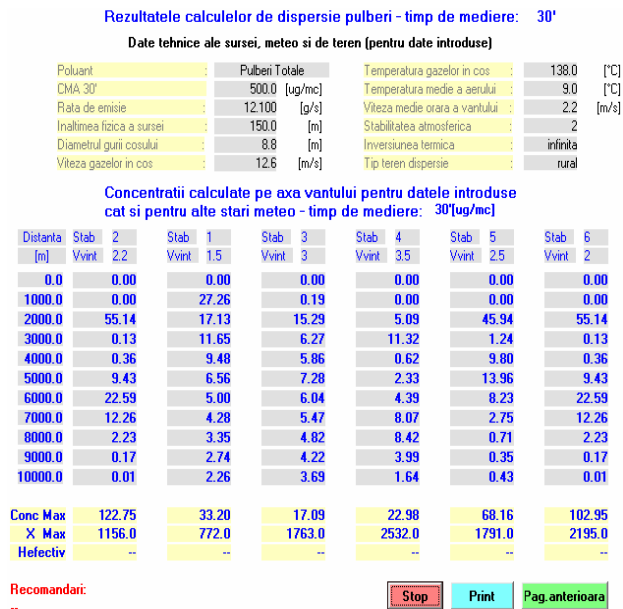 Rezultatele calculelor de dispersie pulberi - timp de mediere: 30'
Date tehnice ale sursei, meteo si de teren (pentru date introduse)
Poluant : Pulberi Totale Temperatura gazelor in cos : 138.0 [°C]
CMA 30' 500.0 [ug/mc] Temperatura medie a aerului : 9.0 [°C]
Rata de emisie : 12.100 [g/s] Viteza medie orara a vantului : 2.2 [m/s]
Inaltimea fizica a sursei : 150.0 [m] Stabilitatea atmosferica : 2
Diametrul gurii cosului : 8.8 [m] Inversiunea termica : infinita
Viteza gazelor in cos : 12.6 [m/s] Tip teren dispersie : rural
Concentratii calculate pe axa vantului pentru datele introduse
cat si pentru alte stari meteo - timp de mediere: 30'[ug/mc]
Distanta Stab 2 Stab 1 Stab 3 Stab 4 Stab 5 Stab 6
[m] Vvint 2.2 Vvint 1.5 Vvint 3 Vvint 3.5 Vvint 2.5 Vvint 2
0.0 0.00 0.00 0.00 0.00 0.00 0.00
1000.0 0.00 27.26 0.19 0.00 0.00 0.00
2000.0 55.14 17.13 15.29 5.09 45.94 55.14
3000.0 0.13 11.65 6.27 11.32 1.24 0.13
4000.0 0.36 9.48 5.86 0.62 9.80 0.36
5000.0 9.43 6.56 7.28 2.33 13.96 9.43
6000.0 22.59 5.00 6.04 4.39 8.23 22.59
7000.0 12.26 4.28 5.47 8.07 2.75 12.26
8000.0 2.23 3.35 4.82 8.42 0.71 2.23
9000.0 0.17 2.74 4.22 3.99 0.35 0.17
10000.0 0.01 2.26 3.69 1.64 0.43 0.01
Conc Max 122.75 33.20 17.09 22.98 68.16 102.95
X Max 1156.0 772.0 1763.0 2532.0 1791.0 2195.0
Hefectiv -- -- -- -- -- --
Recomandari:
--
Stop Print Pag.anterioara